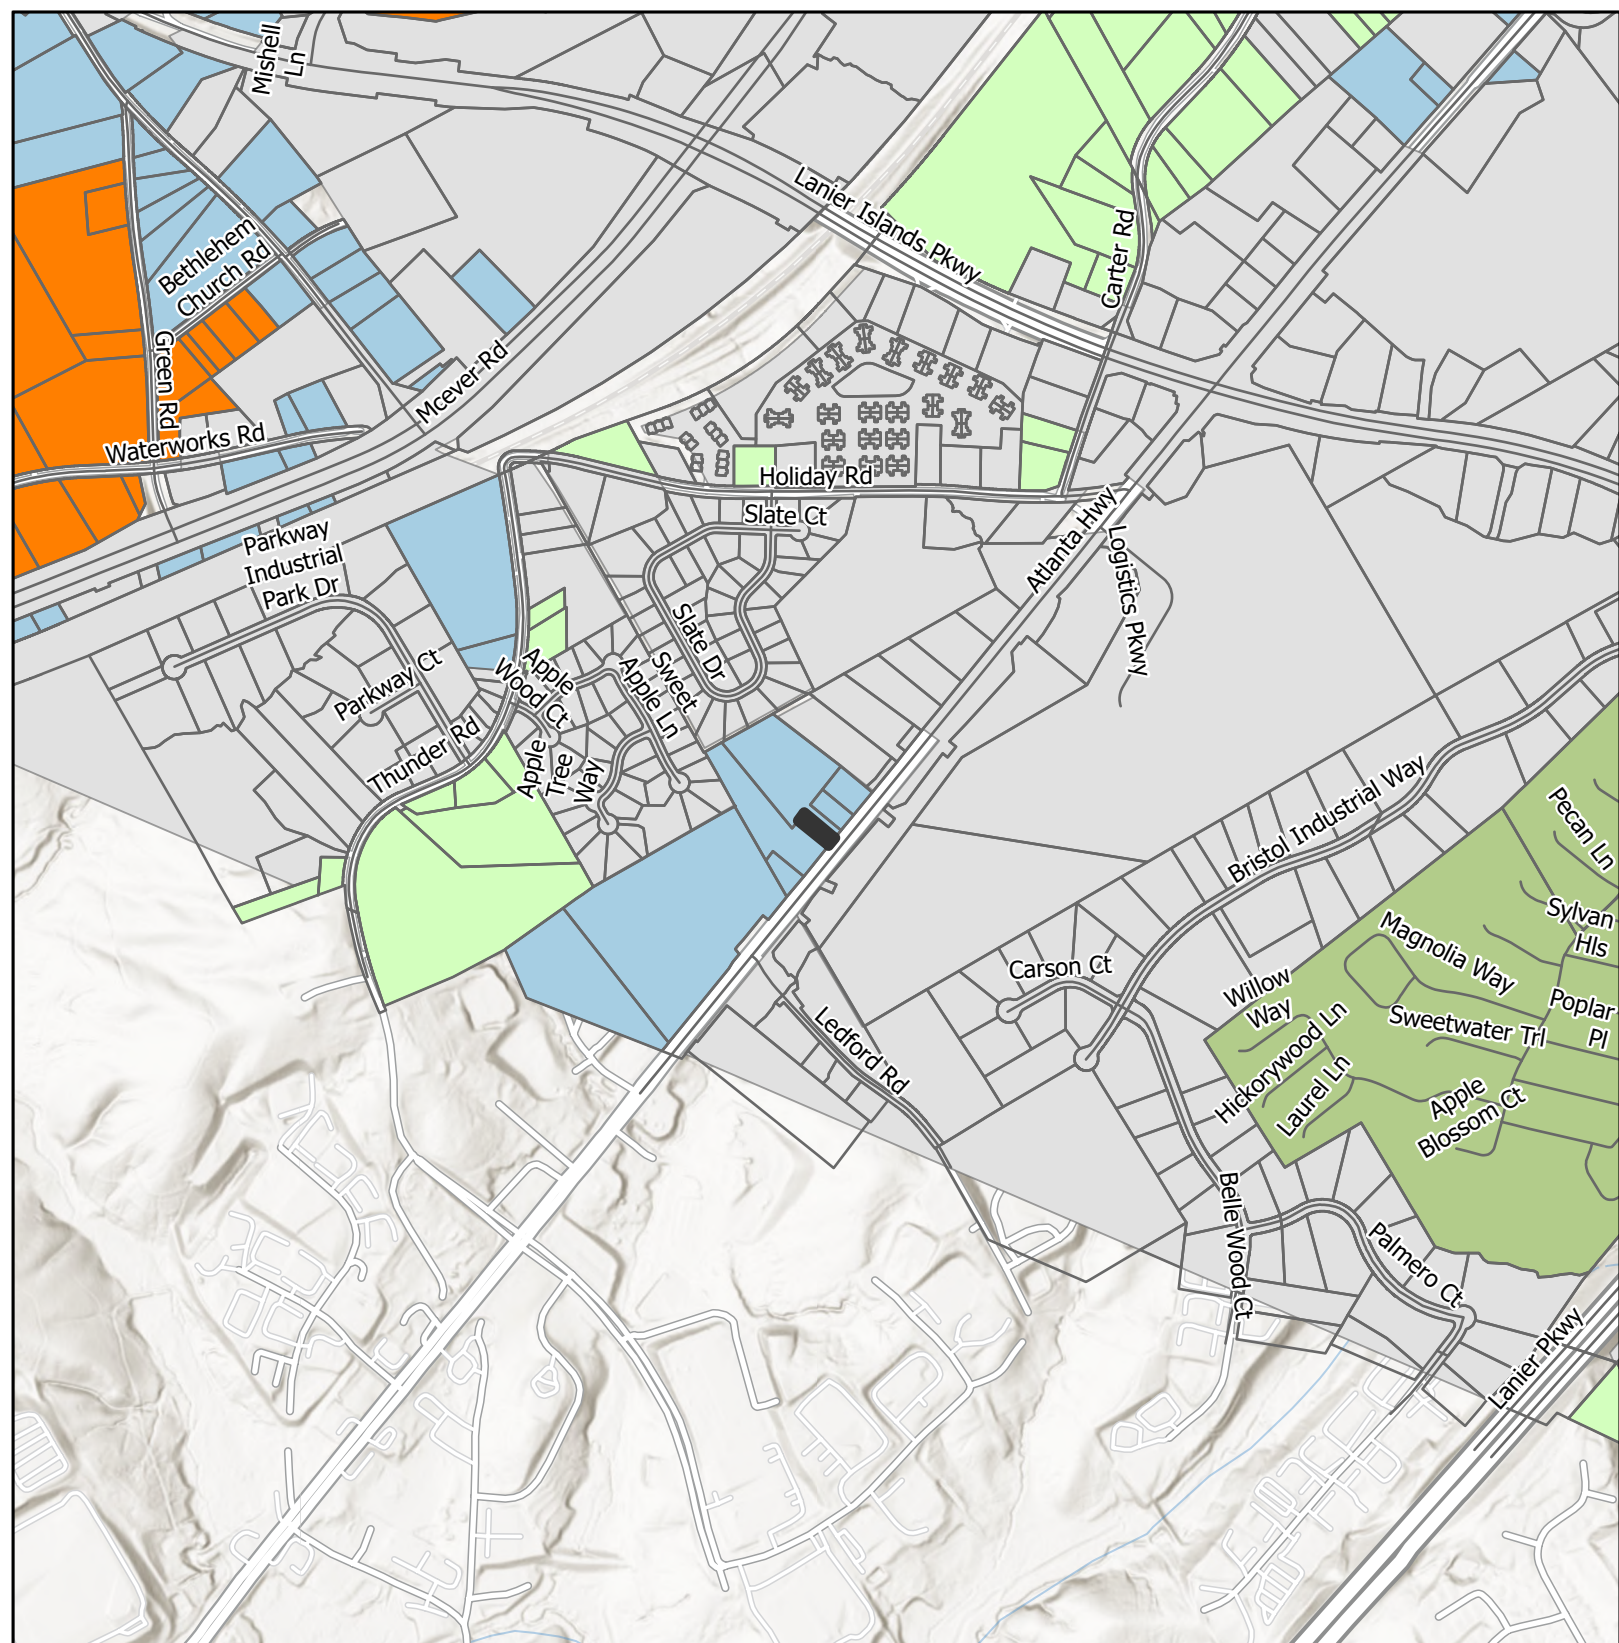 Mishell
Ln
Lanier Islands Pkwy
Carter Rd
Bethlehem
Church Rd
Green Rd
Mcever Rd
Waterworks Rd
Holiday Rd
Slate Ct
Atlanta Hwy
Logistics Pkwy
Parkway
Industrial
Park Dr
Slate Dr
Parkway Ct
Apple
Wood Ct
Sweet
Apple Ln
Thunder Rd
Apple
Tree
Way
Bristol Industrial Way
Pecan Ln
Sylvan
Hls
Magnolia Way
Carson Ct
Willow
Way
Poplar
Pl
Sweetwater Trl
Hickorywood Ln
Laurel Ln
Ledford Rd
Apple
Blossom Ct
Belle Wood Ct
Palmero Ct
Lanier Pkwy